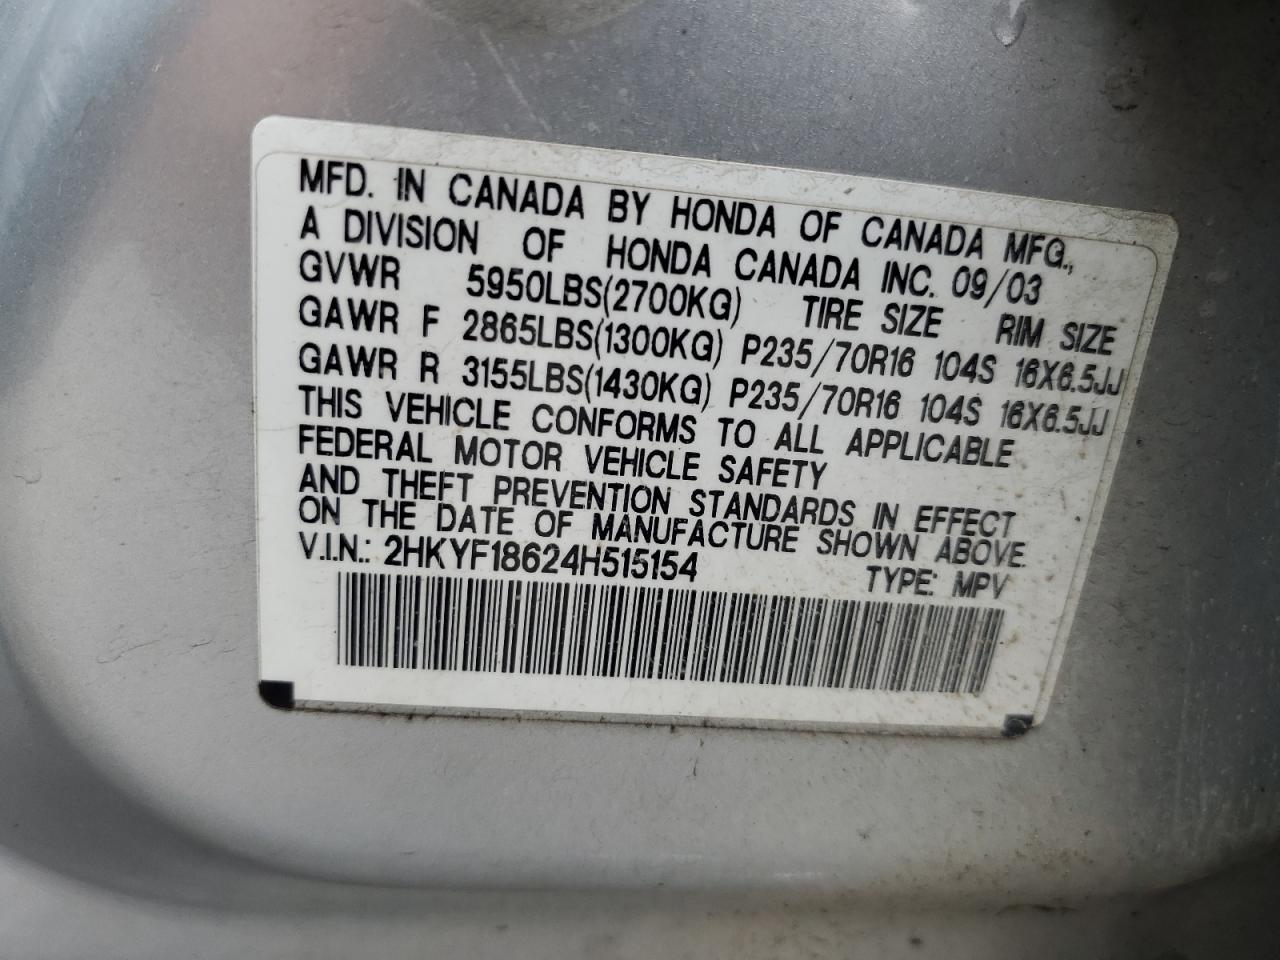 MFD. IN CANADA BY HONDA OF CANADA MFG.,
A DIVISION OF HONDA CANADA INC. 09/03
GVWR 5950LBS(2700KG) TIRE SIZE RIM SIZE
GAWR F 2865LBS(1300KG) P235/70R16 104S 16X6.5JJ
GAWR R 3155LBS(1430KG) P235/70R16 104S 16X6.5JJ
THIS VEHICLE CONFORMS TO ALL APPLICABLE
FEDERAL MOTOR VEHICLE SAFETY
AND THEFT PREVENTION STANDARDS IN EFFECT
ON THE DATE OF MANUFACTURE SHOWN ABOVE.
V.I.N.: 2HKYF18624H515154 TYPE: MPV